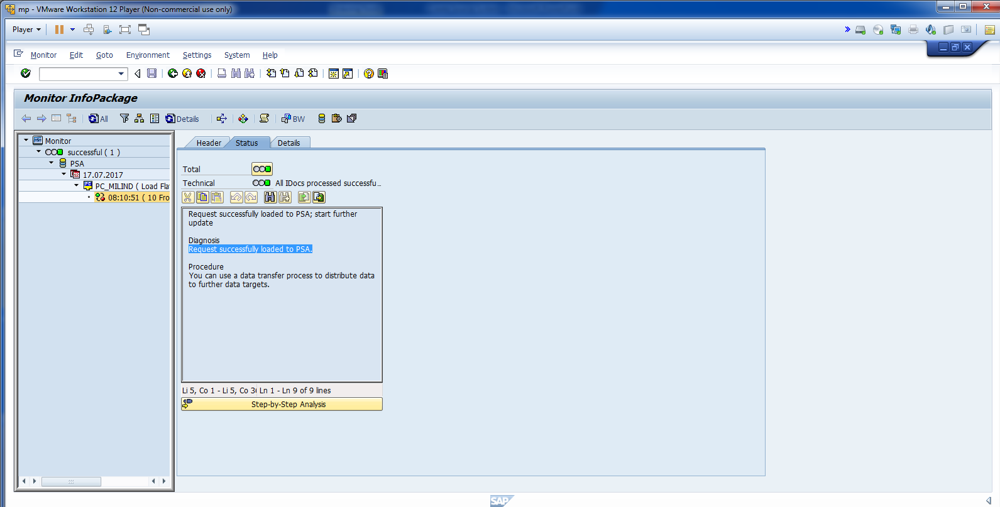 mp - VMware Workstation 12 Player (Non-commercial use only)
Player
Monitor Edit Goto Environment Settings System Help
Monitor InfoPackage
All Details BW
Monitor
successful ( 1 )
PSA
17.07.2017
PC_MILIND ( Load Fla
08:10:51 ( 10 Fro
Header Status Details
Total
Technical All IDocs processed successfu...
Request successfully loaded to PSA; start further
update
Diagnosis
Request successfully loaded to PSA.
Procedure
You can use a data transfer process to distribute data
to further data targets.
Li 5, Co 1 - Li 5, Co 3 Ln 1 - Ln 9 of 9 lines
Step-by-Step Analysis
SAP